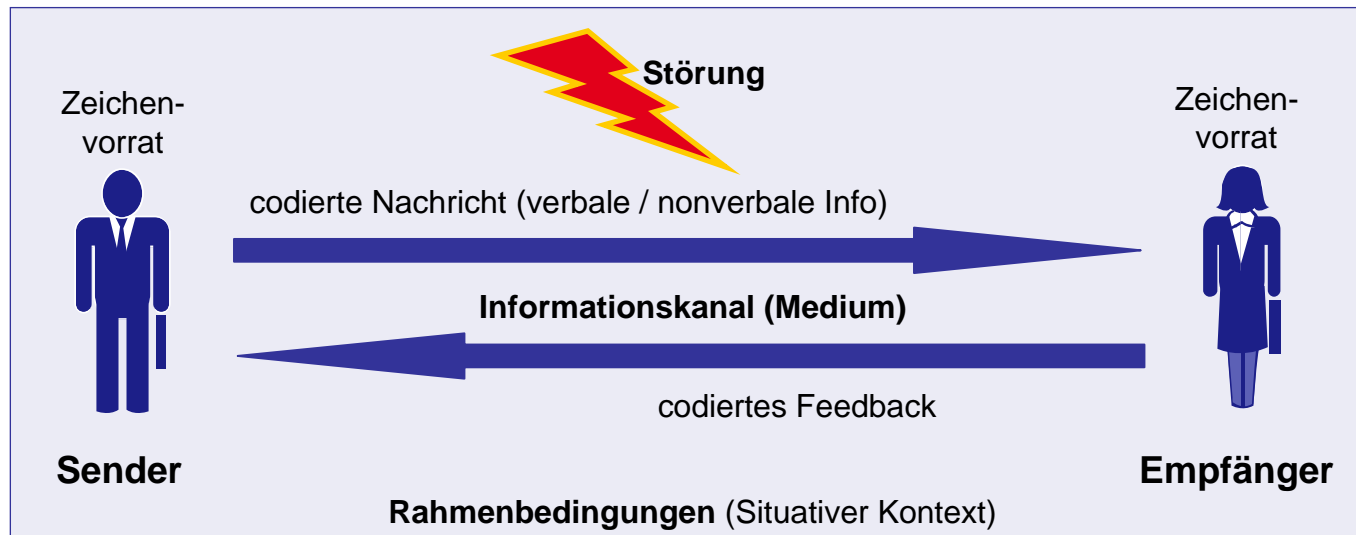 Störung
Zeichen-
vorrat
Zeichen-
vorrat
codierte Nachricht (verbale / nonverbale Info)
Informationskanal (Medium)
codiertes Feedback
Sender
Empfänger
Rahmenbedingungen (Situativer Kontext)